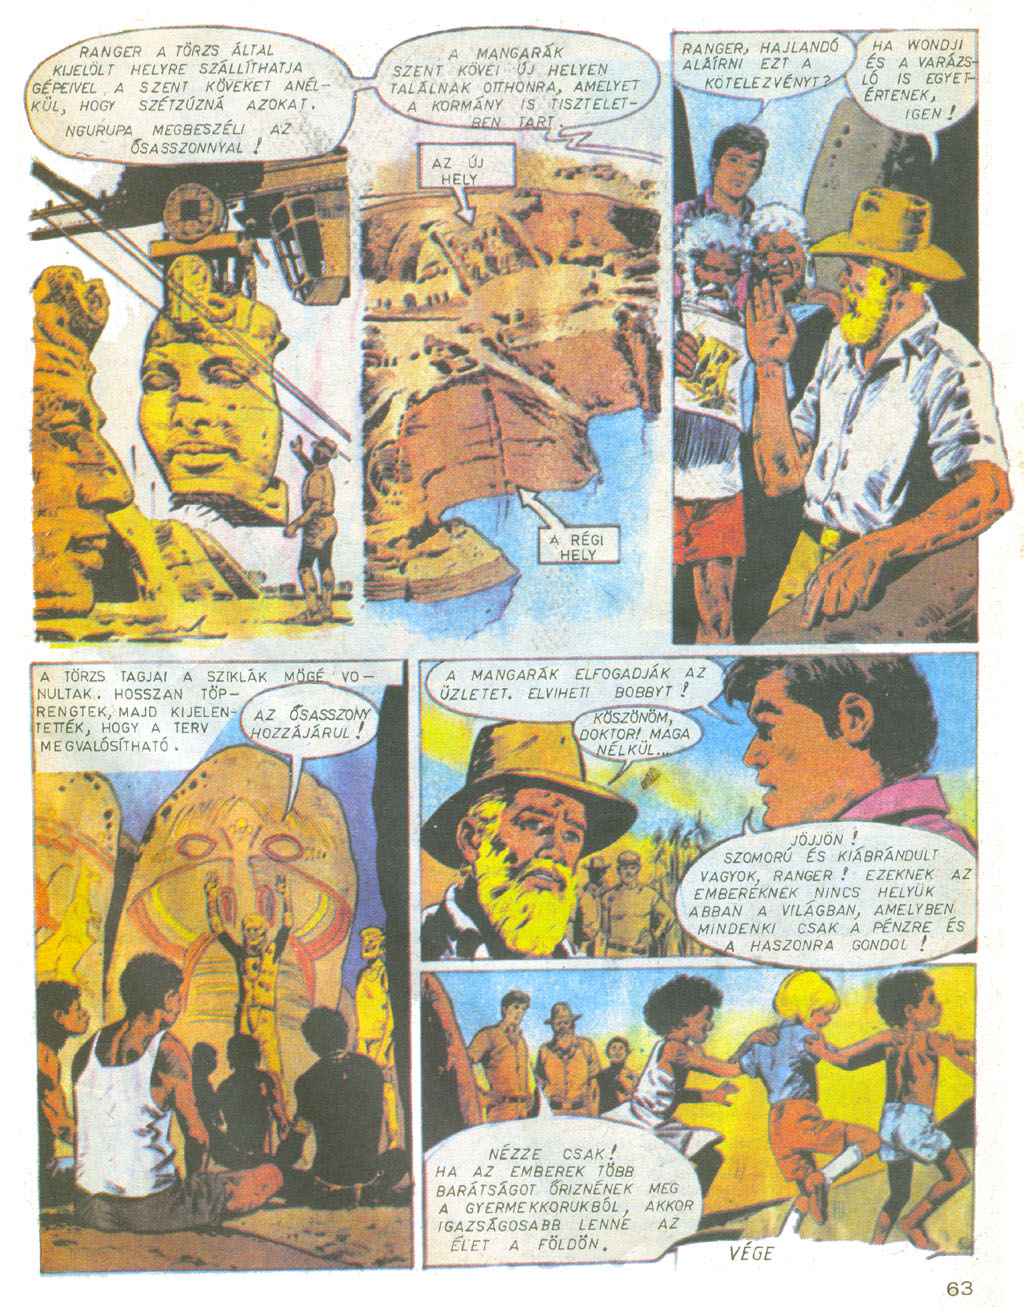 RANGER A TÖRZS ÁLTAL
KIJELÖLT HELYRE SZÁLLÍTHATJA
GÉPEIVEL A SZENT KÖVEKET ANÉL-
KÜL, HOGY SZÉTZÚZNÁ AZOKAT.
NGURUPA MEGBESZÉLI AZ
ŐSASSZONNYAL!
A MANGARÁK
SZENT KÖVEI ÚJ HELYEN
TALÁLNAK OTTHONRA, AMELYET
A KORMÁNY IS TISZTELET-
BEN TART.
AZ ÚJ
HELY
A RÉGI
HELY
RANGER, HAJLANDÓ
ALÁÍRNI EZT A
KÖTELEZVÉNYT?
HA WONDJI
ÉS A VARÁZS-
LÓ IS EGYET-
ÉRTENEK,
IGEN!
A TÖRZS TAGJAI A SZIKLÁK MÖGÉ VO-
NULTAK. HOSSZAN TÖP-
RENGTEK, MAJD KIJELEN-
TETTÉK, HOGY A TERV
MEGVALÓSÍTHATÓ.
AZ ŐSASSZONY
HOZZÁJÁRUL!
A MANGARÁK ELFOGADJÁK AZ
ÜZLETET. ELVIHETI BOBBYT!
KÖSZÖNÖM,
DOKTOR! MAGA
NÉLKÜL...
JÖJJÖN!
SZOMORÚ ÉS KIÁBRÁNDULT
VAGYOK, RANGER! EZEKNEK AZ
EMBEREKNEK NINCS HELYÜK
ABBAN A VILÁGBAN, AMELYBEN
MINDENKI CSAK A PÉNZRE ÉS
A HASZONRA GONDOL!
NÉZZE CSAK!
HA AZ EMBEREK TÖBB
BARÁTSÁGOT ŐRIZNÉNEK MEG
A GYERMEKKORUKBÓL, AKKOR
IGAZSÁGOSABB LENNE AZ
ÉLET A FÖLDÖN.
VÉGE
63